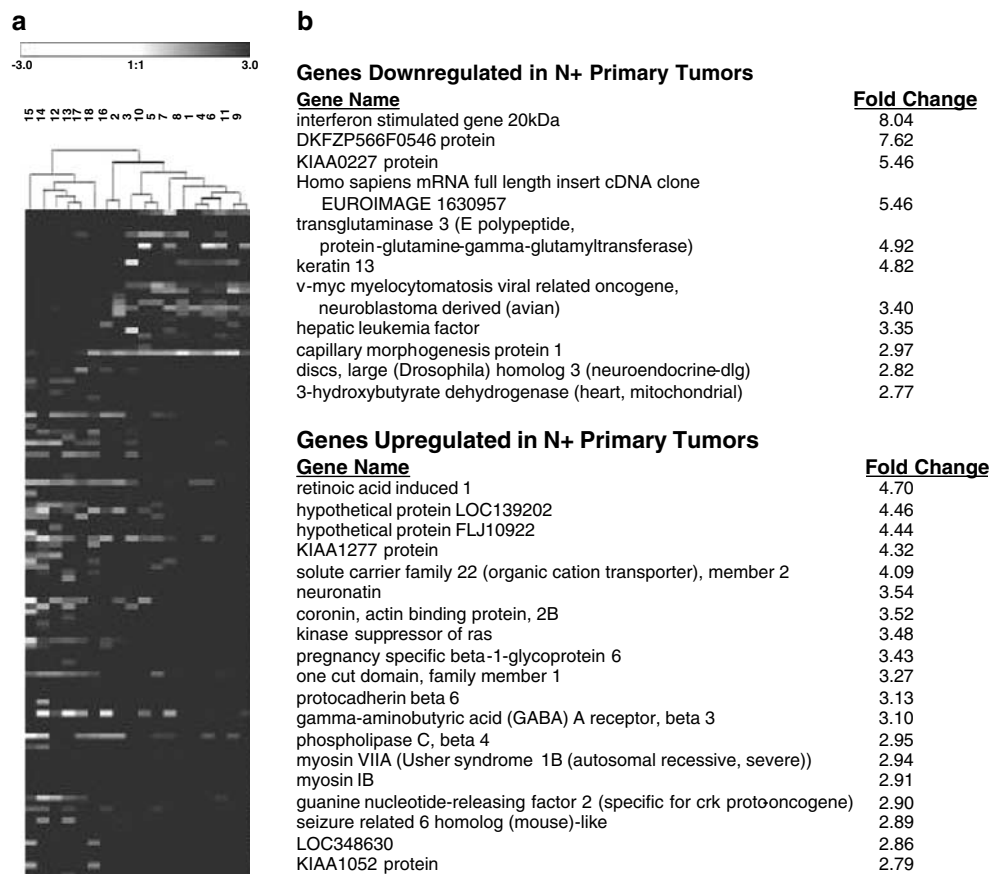 a
b
-3.0 1:1 3.0
15 14 12 13 17 18 16 2 3 10 5 7 8 1 4 6 11 9
Genes Downregulated in N+ Primary Tumors
Gene Name Fold Change
interferon stimulated gene 20kDa 8.04
DKFZP566F0546 protein 7.62
KIAA0227 protein 5.46
Homo sapiens mRNA full length insert cDNA clone
EUROIMAGE 1630957 5.46
transglutaminase 3 (E polypeptide,
protein-glutamine-gamma-glutamyltransferase) 4.92
keratin 13 4.82
v-myc myelocytomatosis viral related oncogene,
neuroblastoma derived (avian) 3.40
hepatic leukemia factor 3.35
capillary morphogenesis protein 1 2.97
discs, large (Drosophila) homolog 3 (neuroendocrine-dlg) 2.82
3-hydroxybutyrate dehydrogenase (heart, mitochondrial) 2.77
Genes Upregulated in N+ Primary Tumors
Gene Name Fold Change
retinoic acid induced 1 4.70
hypothetical protein LOC139202 4.46
hypothetical protein FLJ10922 4.44
KIAA1277 protein 4.32
solute carrier family 22 (organic cation transporter), member 2 4.09
neuronatin 3.54
coronin, actin binding protein, 2B 3.52
kinase suppressor of ras 3.48
pregnancy specific beta-1-glycoprotein 6 3.43
one cut domain, family member 1 3.27
protocadherin beta 6 3.13
gamma-aminobutyric acid (GABA) A receptor, beta 3 3.10
phospholipase C, beta 4 2.95
myosin VIIA (Usher syndrome 1B (autosomal recessive, severe)) 2.94
myosin IB 2.91
guanine nucleotide-releasing factor 2 (specific for crk proto-oncogene) 2.90
seizure related 6 homolog (mouse)-like 2.89
LOC348630 2.86
KIAA1052 protein 2.79